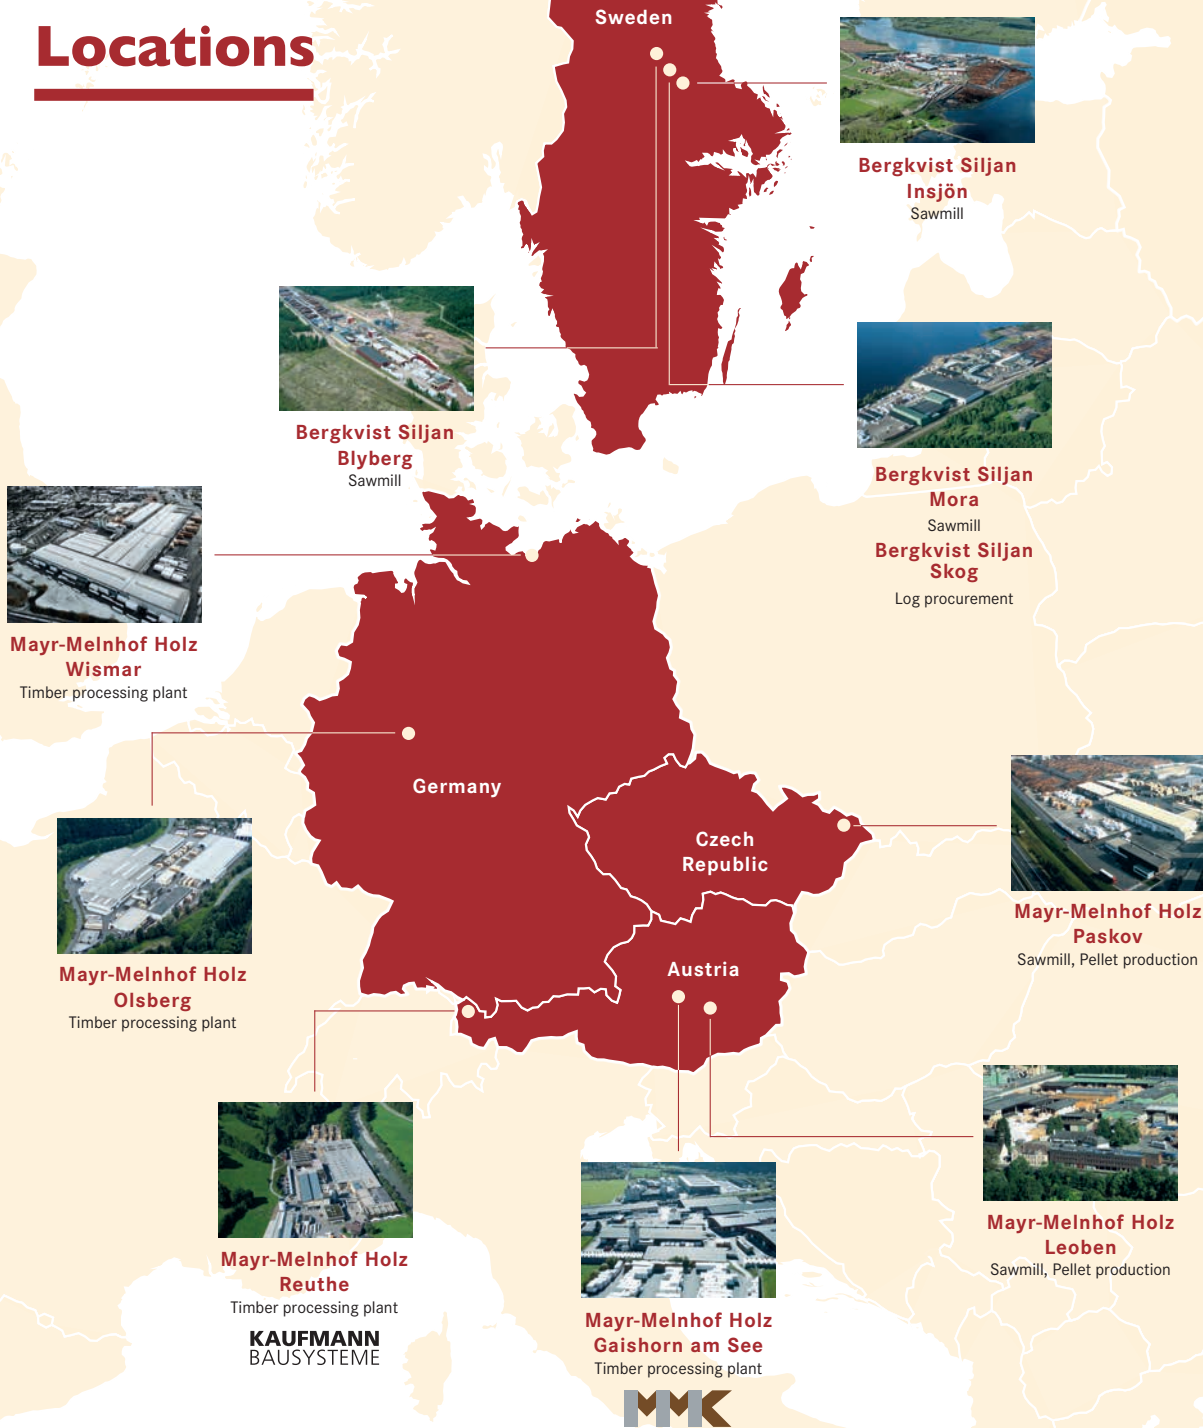 Locations
Sweden
Bergkvist Siljan
Insjön
Sawmill
Bergkvist Siljan
Blyberg
Sawmill
Bergkvist Siljan
Mora
Sawmill
Bergkvist Siljan
Skog
Log procurement
Mayr-Melnhof Holz
Wismar
Timber processing plant
Germany
Czech
Republic
Mayr-Melnhof Holz
Paskov
Sawmill, Pellet production
Mayr-Melnhof Holz
Olsberg
Timber processing plant
Austria
Mayr-Melnhof Holz
Leoben
Sawmill, Pellet production
Mayr-Melnhof Holz
Reuthe
Timber processing plant
KAUFMANN
BAUSYSTEME
Mayr-Melnhof Holz
Gaishorn am See
Timber processing plant
MMK